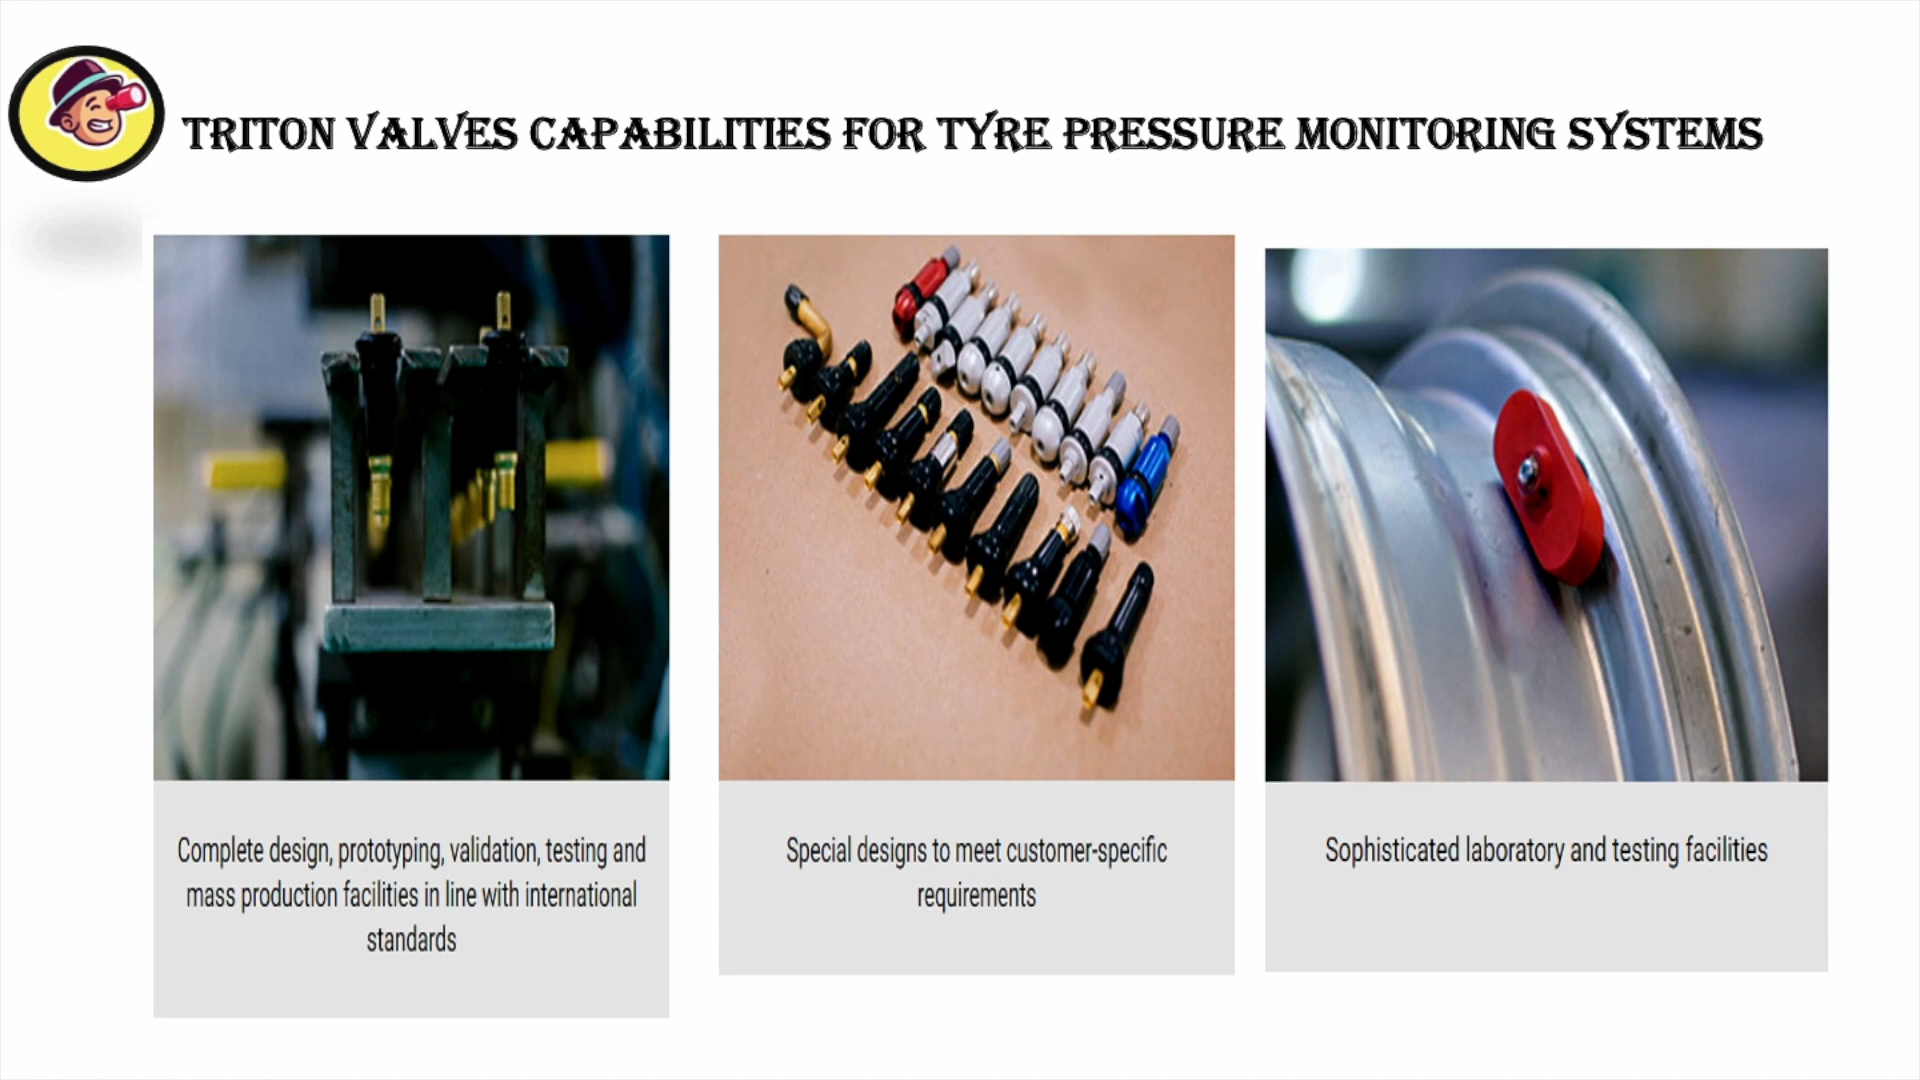 TRITON VALVES CAPABILITIES FOR TYRE PRESSURE MONITORING SYSTEMS
Complete design, prototyping, validation, testing and
mass production facilities in line with international
standards
Special designs to meet customer-specific
requirements
Sophisticated laboratory and testing facilities